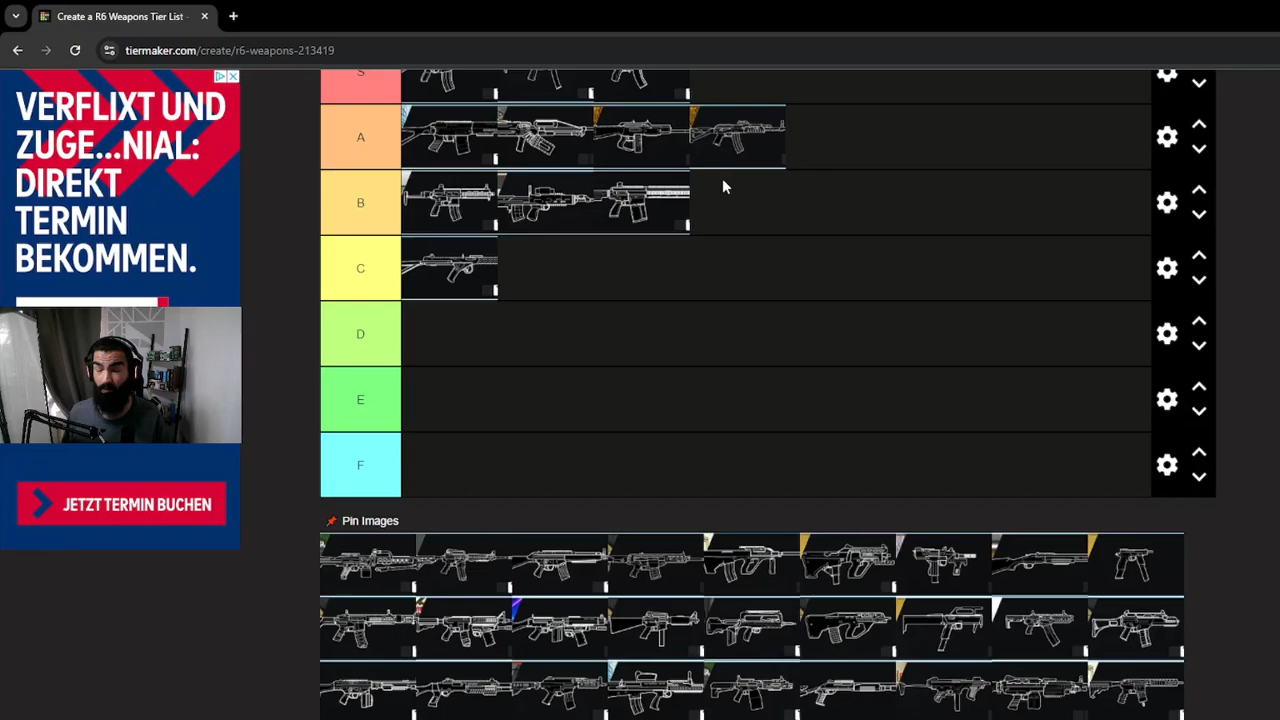 Create a R6 Weapons Tier List -
tiermaker.com/create/r6-weapons-213419
VERFLIXT UND
ZUGE...NIAL:
DIREKT
TERMIN
BEKOMMEN.
JETZT TERMIN BUCHEN
S
A
B
C
D
E
F
Pin Images